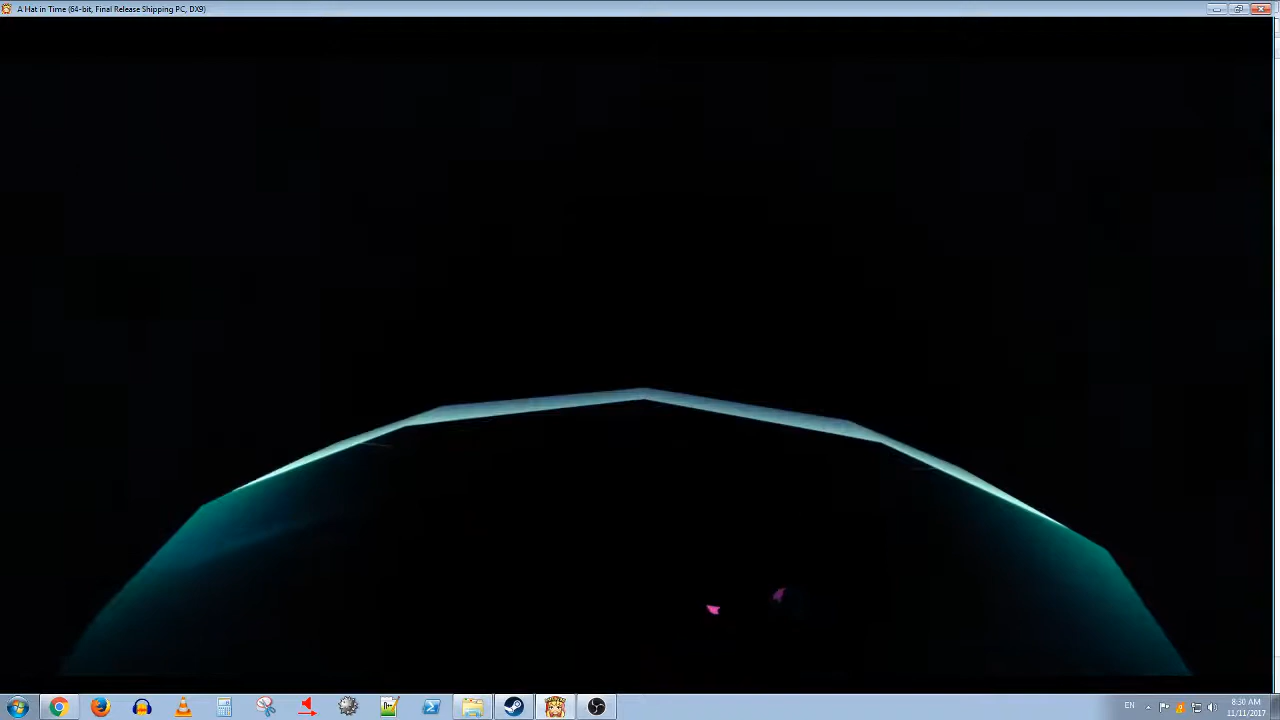 A Hat in Time (64-bit, Final Release Shipping PC, DX9)
EN
8:30 AM
11/11/2017